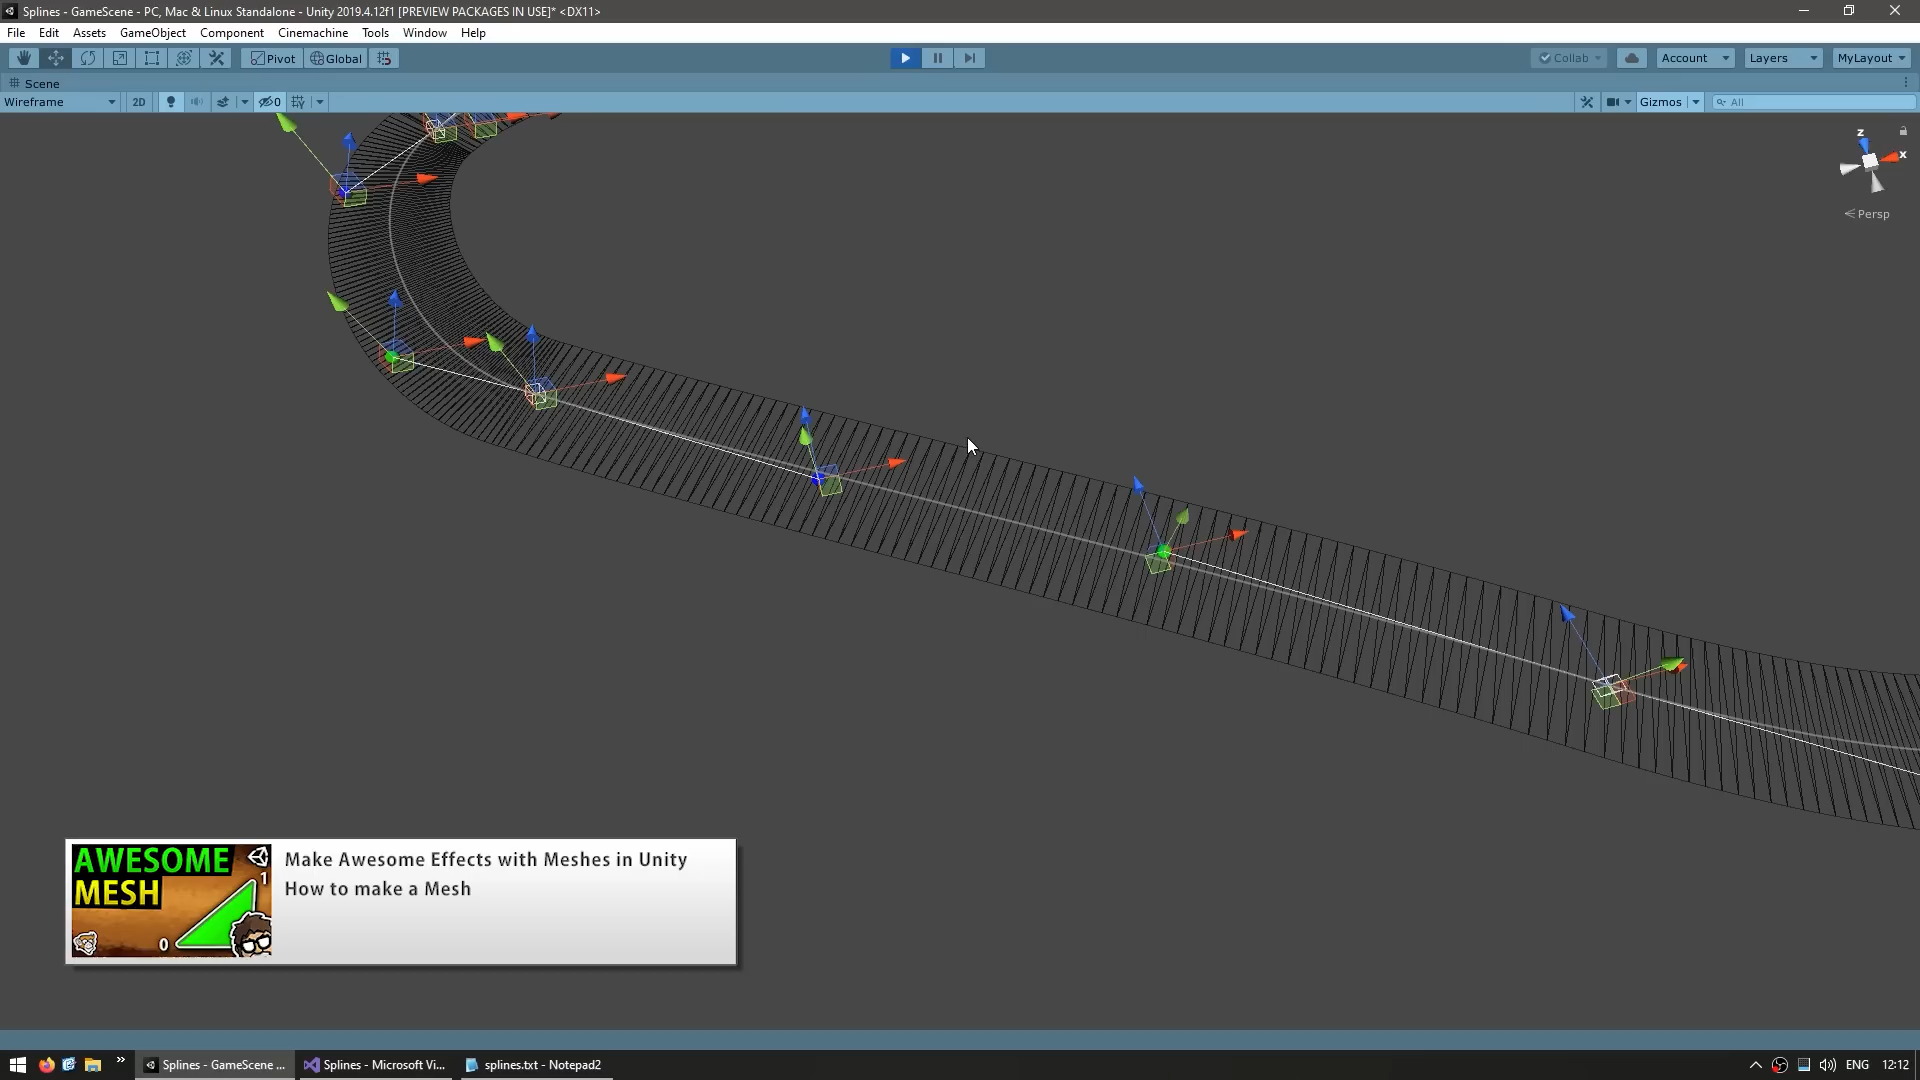 Splines - GameScene - PC, Mac & Linux Standalone - Unity 2019.4.12f1 [PREVIEW PACKAGES IN USE]* <DX11>
File Edit Assets GameObject Component Cinemachine Tools Window Help
Pivot Global Collab Account Layers MyLayout
Scene
Wireframe 2D 0 Gizmos All
z
x
Persp
AWESOME
MESH
1
0
Make Awesome Effects with Meshes in Unity
How to make a Mesh
Splines - GameScene ... Splines - Microsoft Vi... splines.txt - Notepad2 ENG 12:12